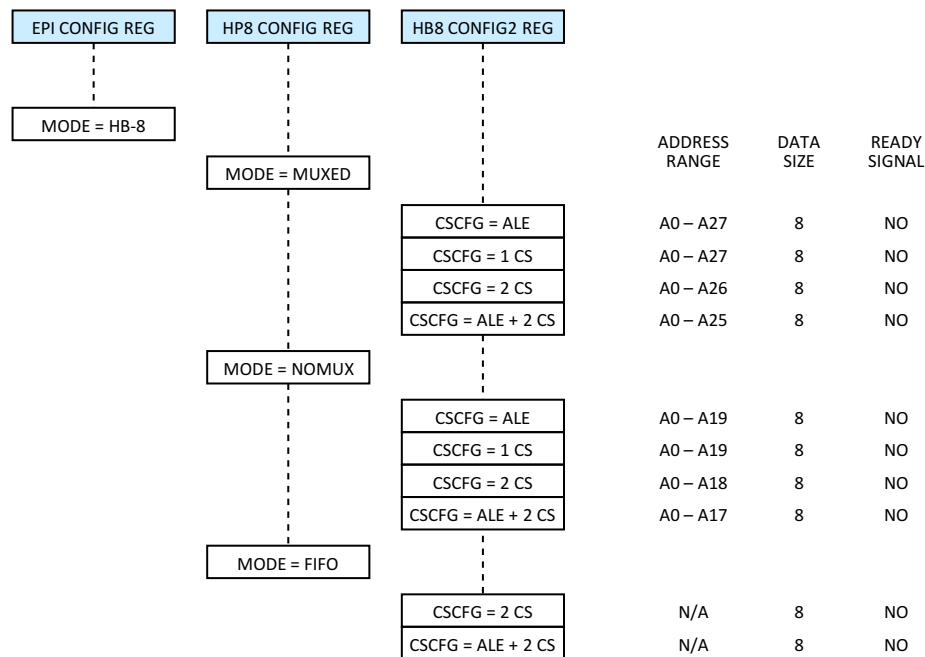 EPI CONFIG REG HP8 CONFIG REG HB8 CONFIG2 REG
MODE = HB-8
ADDRESS RANGE DATA SIZE READY SIGNAL
MODE = MUXED
CSCFG = ALE A0 – A27 8 NO
CSCFG = 1 CS A0 – A27 8 NO
CSCFG = 2 CS A0 – A26 8 NO
CSCFG = ALE + 2 CS A0 – A25 8 NO
MODE = NOMUX
CSCFG = ALE A0 – A19 8 NO
CSCFG = 1 CS A0 – A19 8 NO
CSCFG = 2 CS A0 – A18 8 NO
CSCFG = ALE + 2 CS A0 – A17 8 NO
MODE = FIFO
CSCFG = 2 CS N/A 8 NO
CSCFG = ALE + 2 CS N/A 8 NO